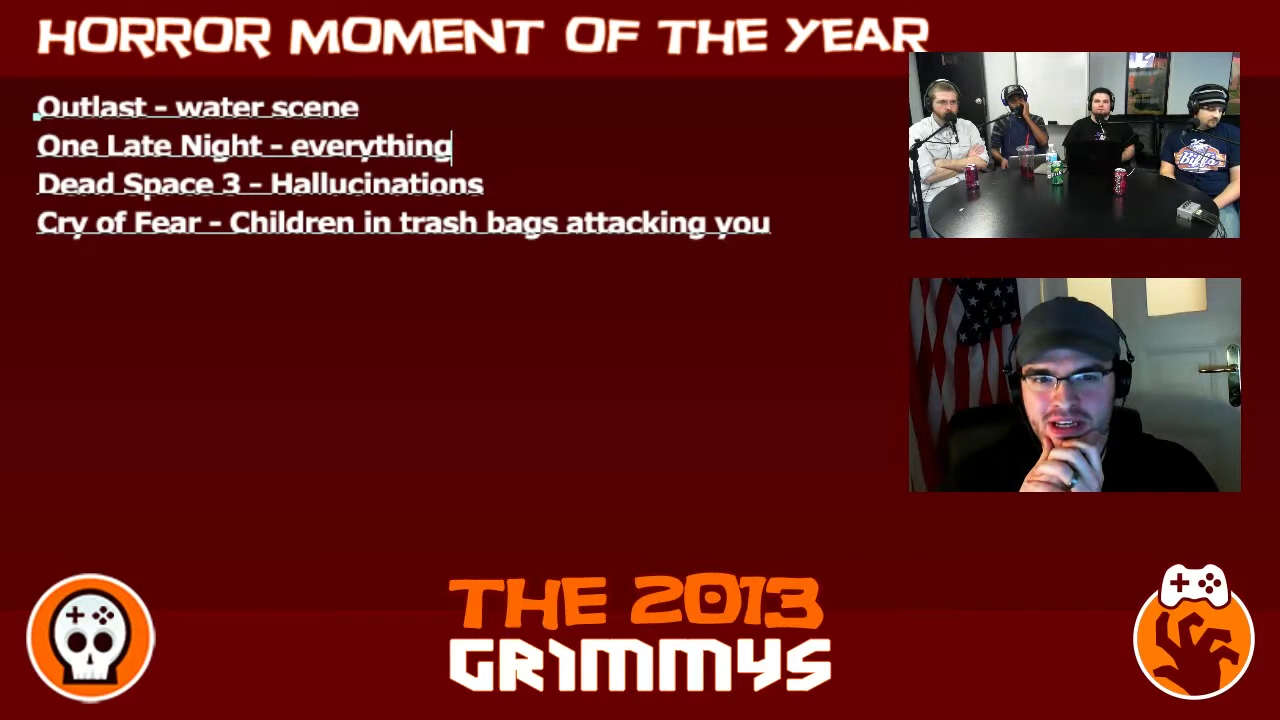 HORROR MOMENT OF THE YEAR
Outlast - water scene
One Late Night - everything
Dead Space 3 - Hallucinations
Cry of Fear - Children in trash bags attacking you
THE 2013
GR1MMYS